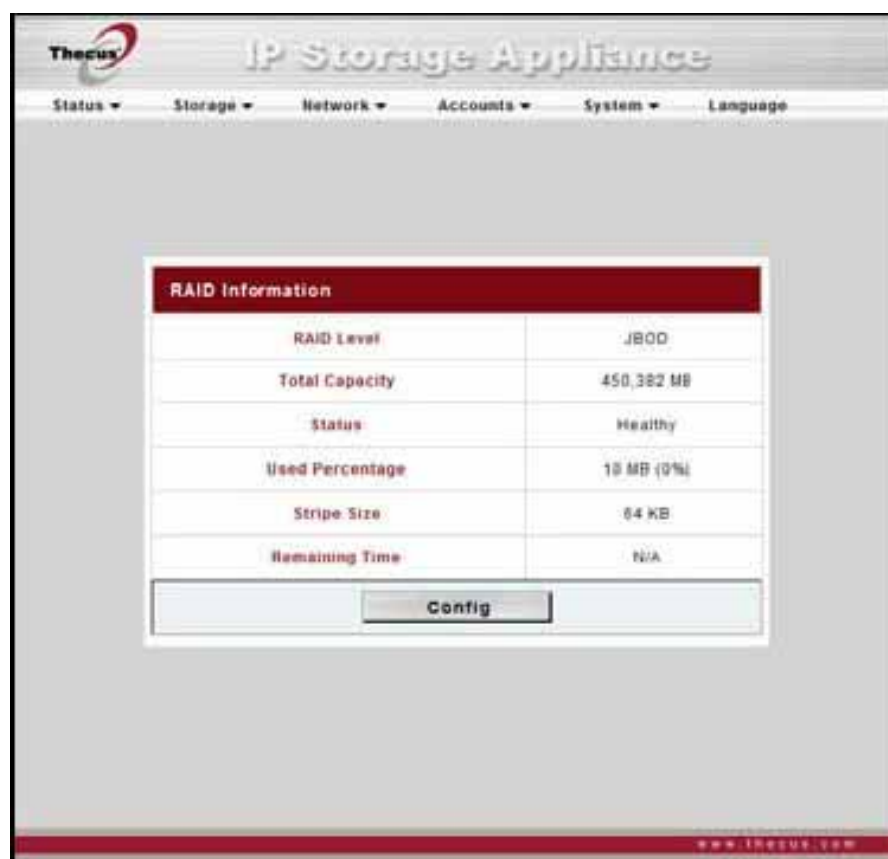 Thecus
IP Storage Appliance
Status Storage Network Accounts System Language
RAID Information
RAID Level JBOD
Total Capacity 450,382 MB
Status Healthy
Used Percentage 10 MB (0%)
Stripe Size 64 KB
Remaining Time N/A
Config
www.thecus.com